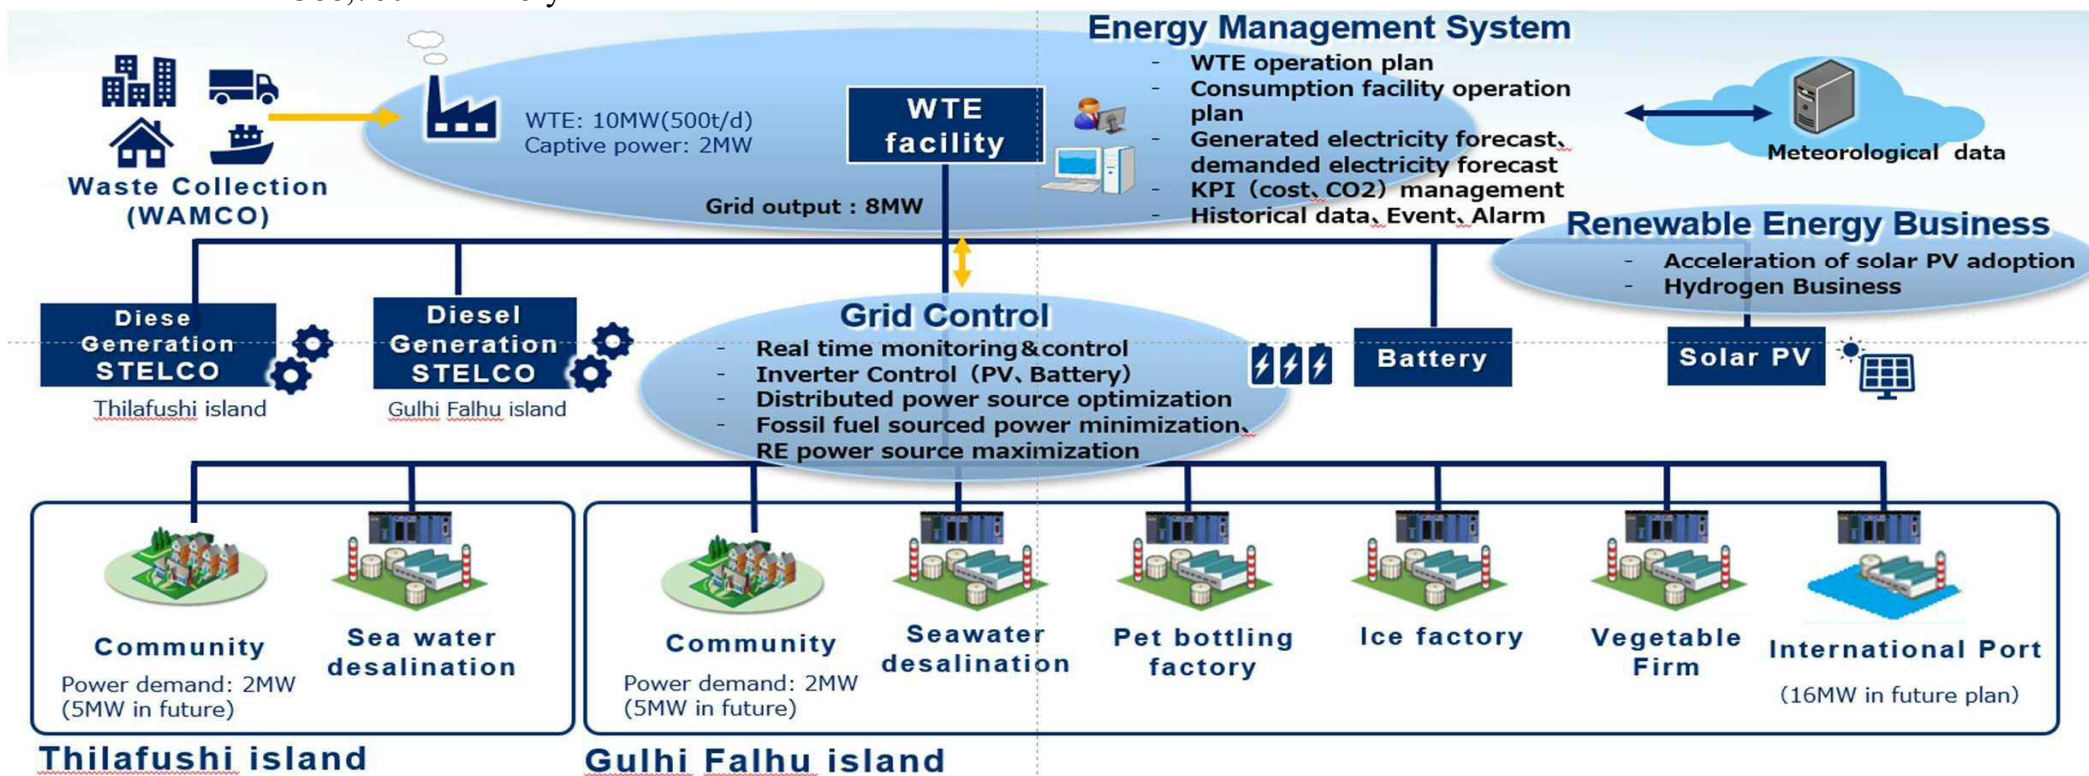 Energy Management System
- WTE operation plan
- Consumption facility operation
plan
- Generated electricity forecast、
demanded electricity forecast
- KPI（cost、CO2）management
- Historical data、Event、Alarm
WTE: 10MW(500t/d)
Captive power: 2MW
WTE
facility
Grid output : 8MW
Waste Collection
(WAMCO)
Meteorological data
Renewable Energy Business
- Acceleration of solar PV adoption
- Hydrogen Business
Diese
Generation
STELCO
Thilafushi island
Diesel
Generation
STELCO
Gulhi Falhu island
Grid Control
- Real time monitoring&control
- Inverter Control（PV、Battery）
- Distributed power source optimization
- Fossil fuel sourced power minimization、
RE power source maximization
Battery
Solar PV
Community
Power demand: 2MW
(5MW in future)
Sea water
desalination
Thilafushi island
Community
Power demand: 2MW
(5MW in future)
Seawater
desalination
Pet bottling
factory
Ice factory
Vegetable
Firm
International Port
（16MW in future plan）
Gulhi Falhu island